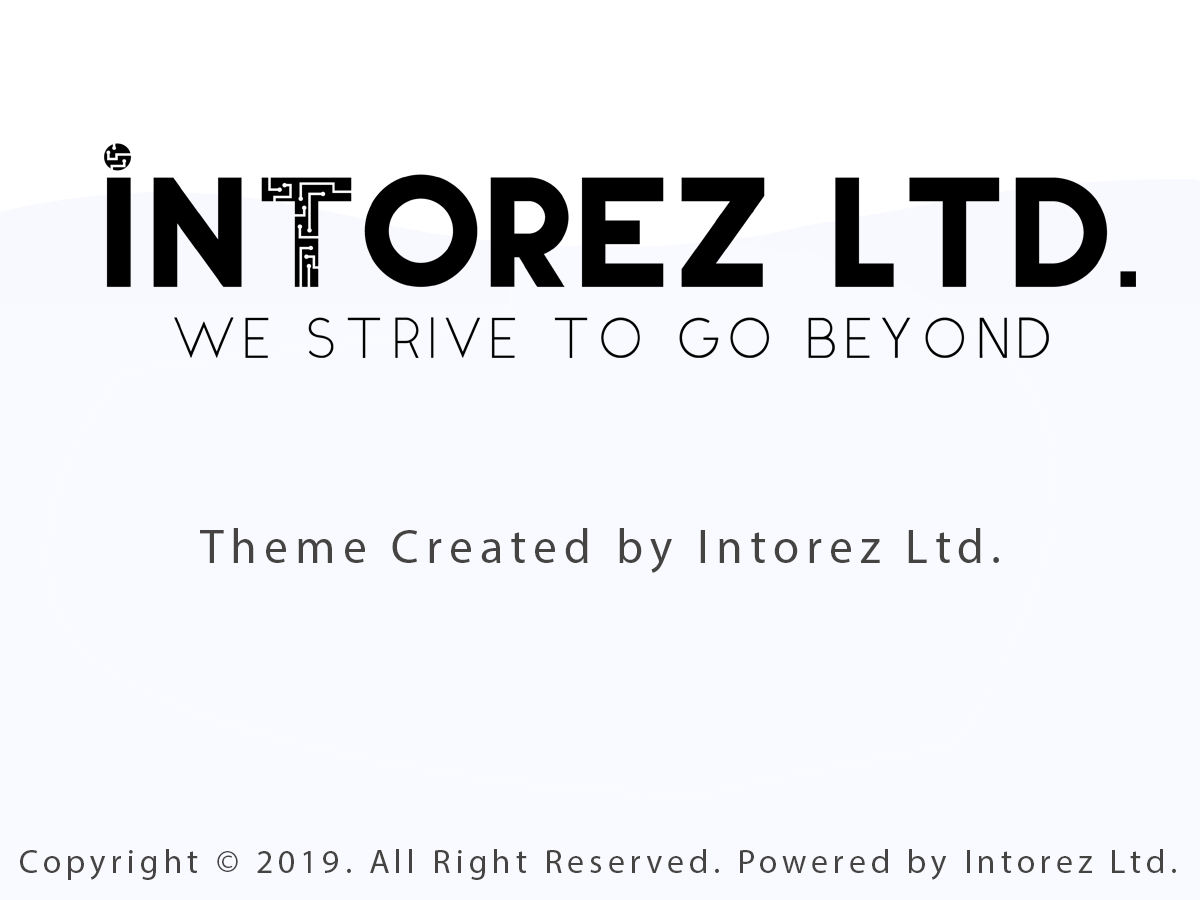 iNTOREZ LTD.
WE STRIVE TO GO BEYOND
Theme Created by Intorez Ltd.
Copyright © 2019. All Right Reserved. Powered by Intorez Ltd.